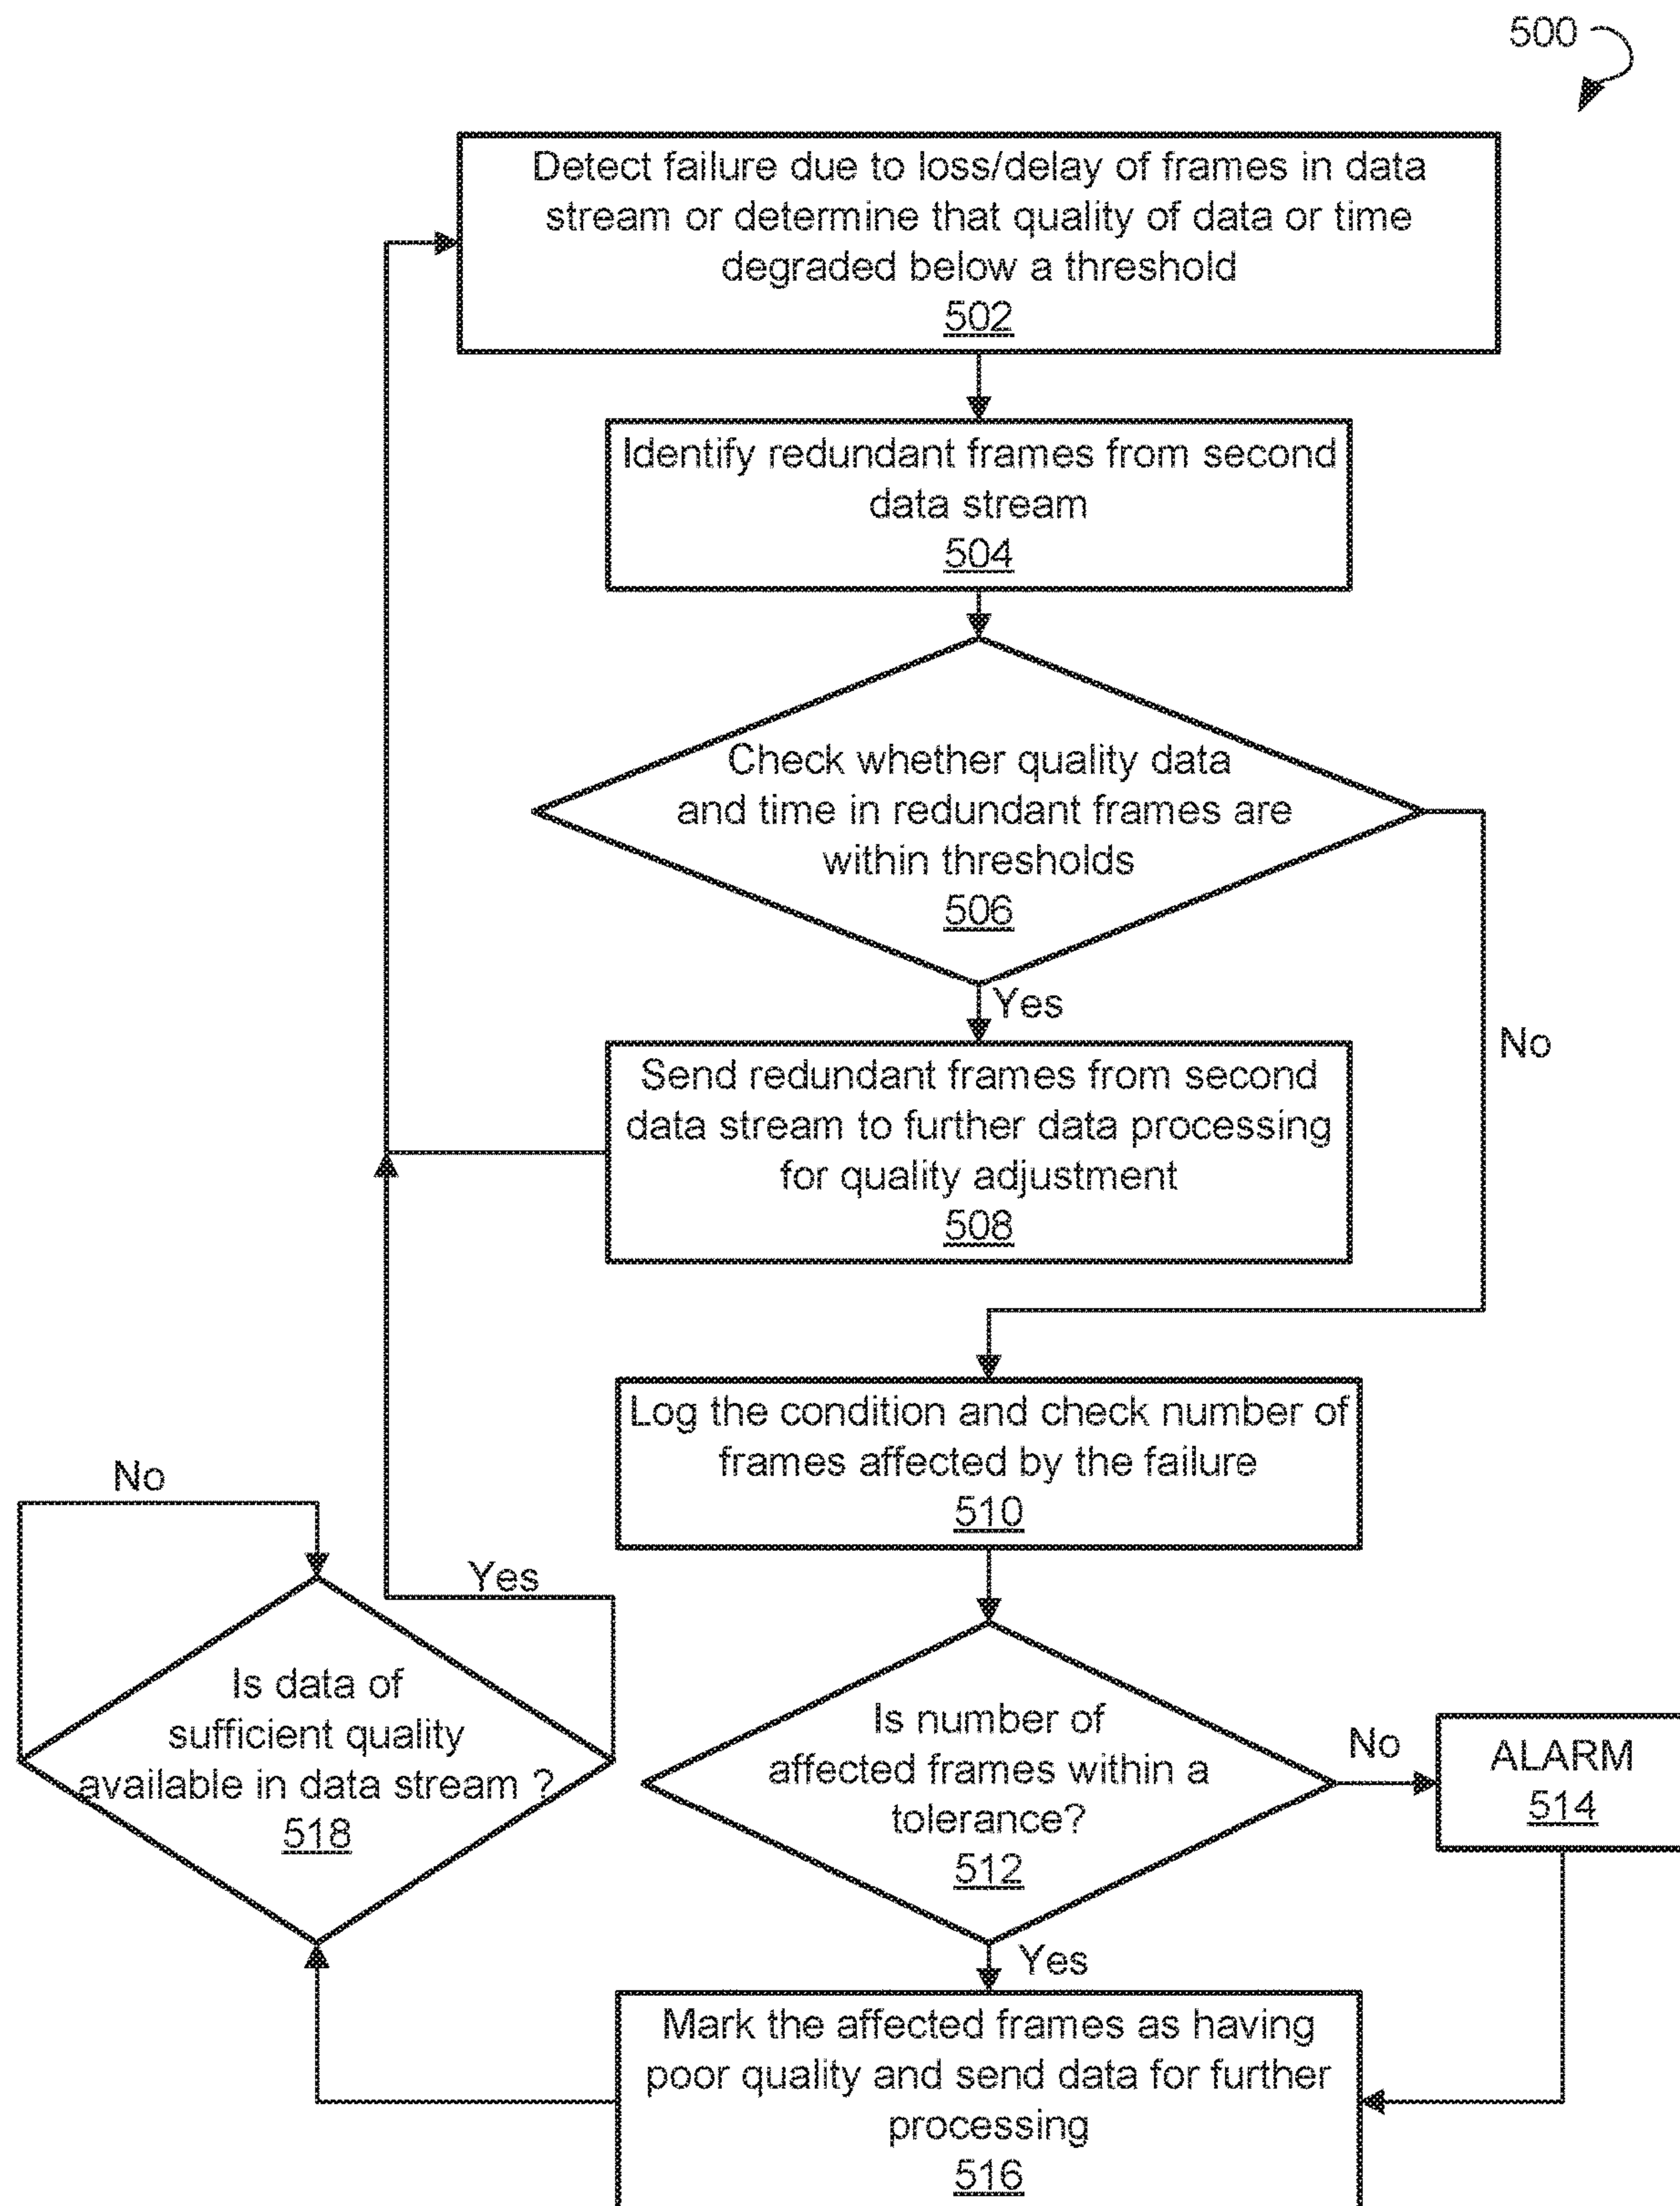 500
Detect failure due to loss/delay of frames in data
stream or determine that quality of data or time
degraded below a threshold
502
Identify redundant frames from second
data stream
504
Check whether quality data
and time in redundant frames are
within thresholds
506
Yes
No
Send redundant frames from second
data stream to further data processing
for quality adjustment
508
Log the condition and check number of
frames affected by the failure
510
No
Yes
Is data of
sufficient quality
available in data stream ?
518
Is number of
affected frames within a
tolerance?
512
No
ALARM
514
Yes
Mark the affected frames as having
poor quality and send data for further
processing
516